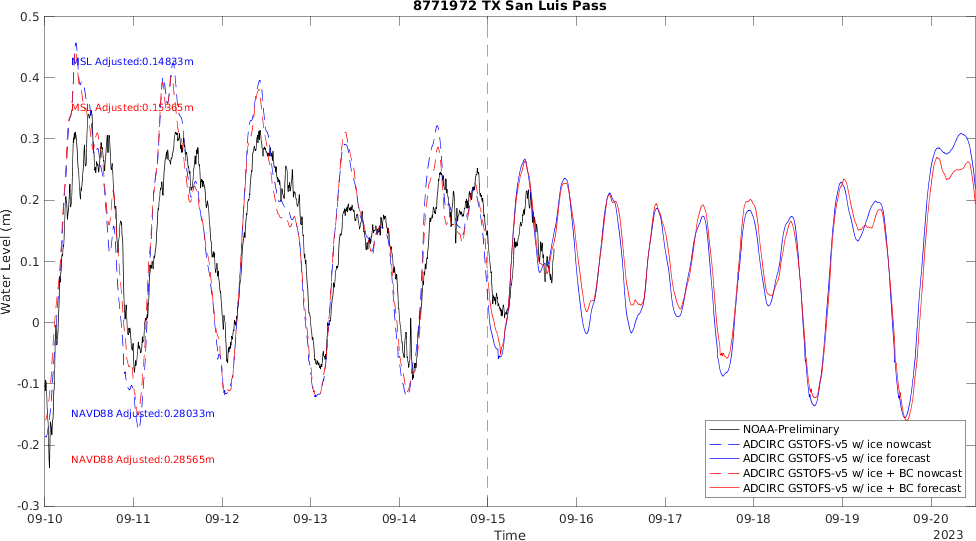 8771972 TX San Luis Pass
0.5
0.4
0.3
0.2
0.1
0
-0.1
-0.2
-0.3
Water Level (m)
MSL Adjusted:0.14833m
MSL Adjusted:0.15365m
NAVD88 Adjusted:0.28033m
NAVD88 Adjusted:0.28565m
NOAA-Preliminary
ADCIRC GSTOFS-v5 w/ ice nowcast
ADCIRC GSTOFS-v5 w/ ice forecast
ADCIRC GSTOFS-v5 w/ ice + BC nowcast
ADCIRC GSTOFS-v5 w/ ice + BC forecast
09-10 09-11 09-12 09-13 09-14 09-15 09-16 09-17 09-18 09-19 09-20
Time
2023